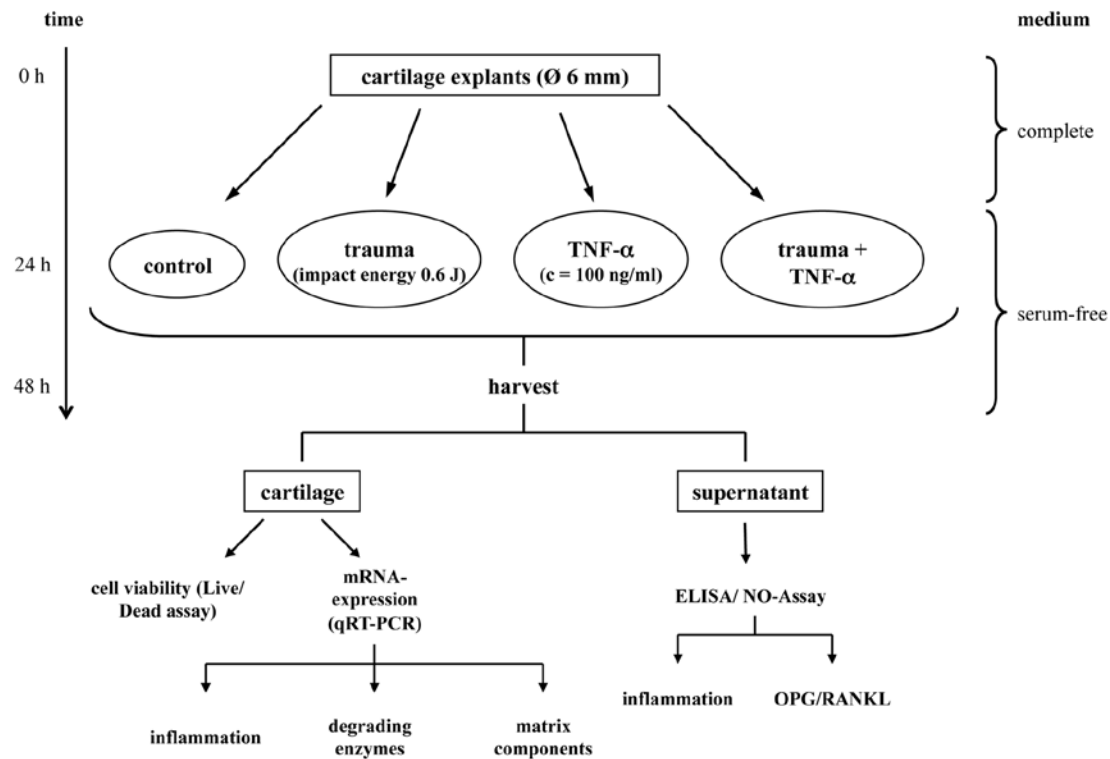 time
medium
0 h
cartilage explants (Ø 6 mm)
complete
24 h
control
trauma
(impact energy 0.6 J)
TNF-α
(c = 100 ng/ml)
trauma +
TNF-α
serum-free
48 h
harvest
cartilage
supernatant
cell viability (Live/
Dead assay)
mRNA-
expression
(qRT-PCR)
ELISA/ NO-Assay
inflammation
degrading
enzymes
matrix
components
inflammation
OPG/RANKL